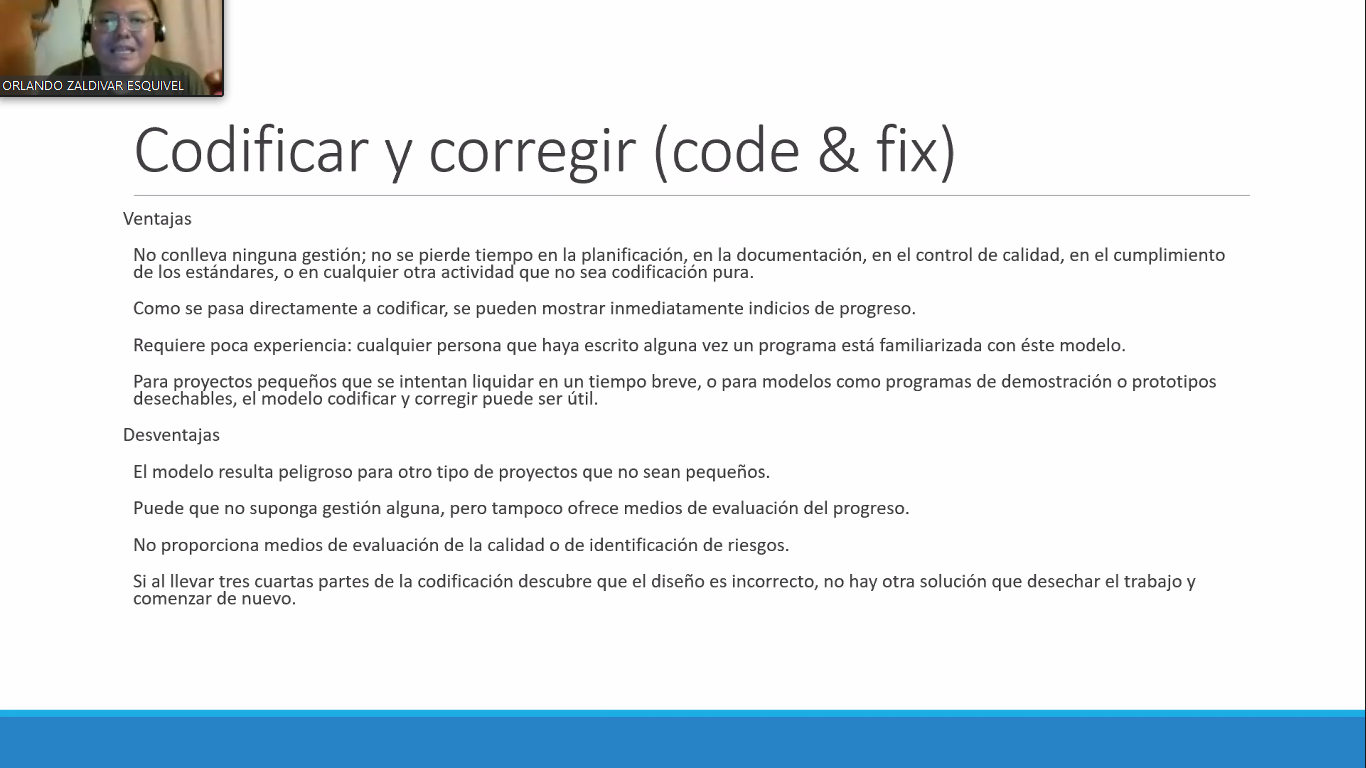 ORLANDO ZALDIVAR ESQUIVEL
Codificar y corregir (code & fix)
Ventajas
No conlleva ninguna gestión; no se pierde tiempo en la planificación, en la documentación, en el control de calidad, en el cumplimiento
de los estándares, o en cualquier otra actividad que no sea codificación pura.
Como se pasa directamente a codificar, se pueden mostrar inmediatamente indicios de progreso.
Requiere poca experiencia: cualquier persona que haya escrito alguna vez un programa está familiarizada con éste modelo.
Para proyectos pequeños que se intentan liquidar en un tiempo breve, o para modelos como programas de demostración o prototipos
desechables, el modelo codificar y corregir puede ser útil.
Desventajas
El modelo resulta peligroso para otro tipo de proyectos que no sean pequeños.
Puede que no suponga gestión alguna, pero tampoco ofrece medios de evaluación del progreso.
No proporciona medios de evaluación de la calidad o de identificación de riesgos.
Si al llevar tres cuartas partes de la codificación descubre que el diseño es incorrecto, no hay otra solución que desechar el trabajo y
comenzar de nuevo.